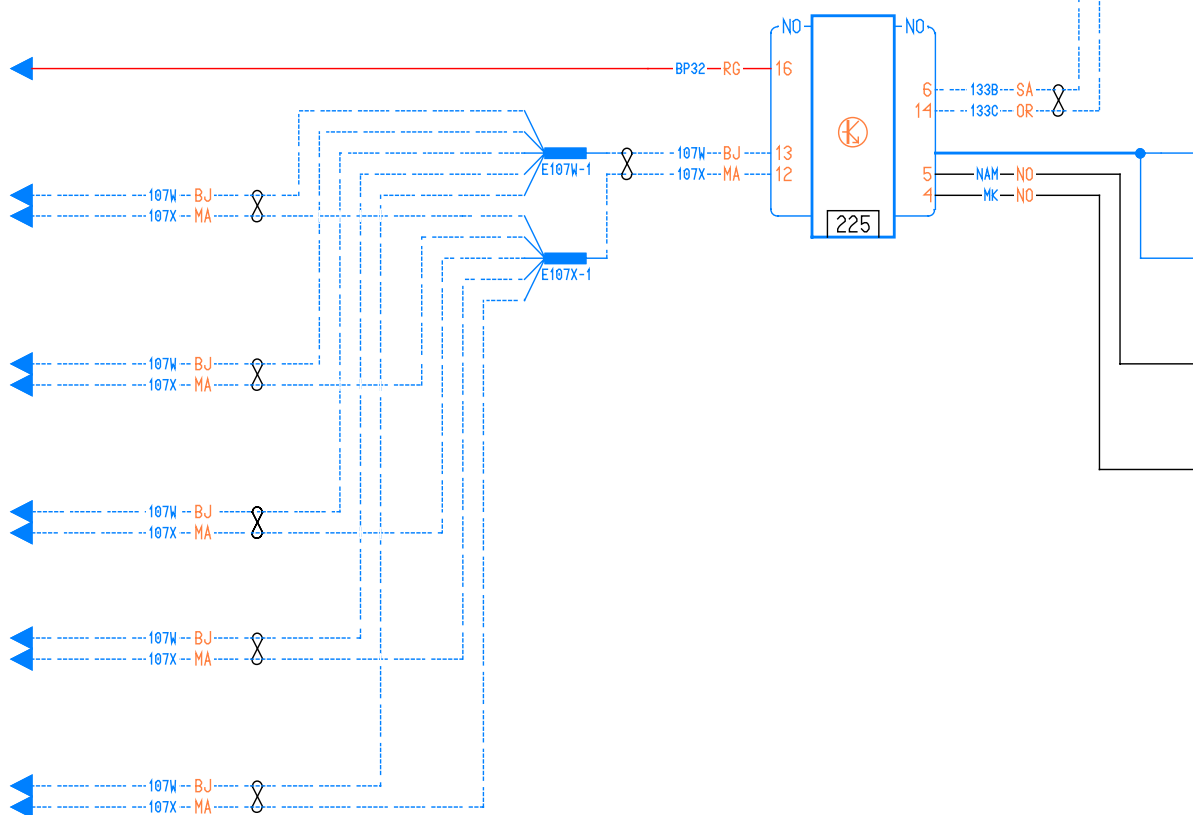 NO NO
BP32 RG 16
6 133B SA
14 133C OR
107W BJ 13
E107W-1
107X MA 12
5 NAM NO
107W BJ
4 MK NO
107X MA
225
E107X-1
107W BJ
107X MA
107W BJ
107X MA
107W BJ
107X MA
107W BJ
107X MA